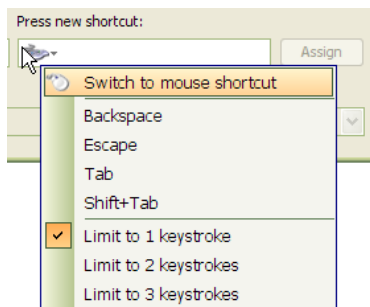 Press new shortcut:
Assign
Switch to mouse shortcut
Backspace
Escape
Tab
Shift+Tab
Limit to 1 keystroke
Limit to 2 keystrokes
Limit to 3 keystrokes